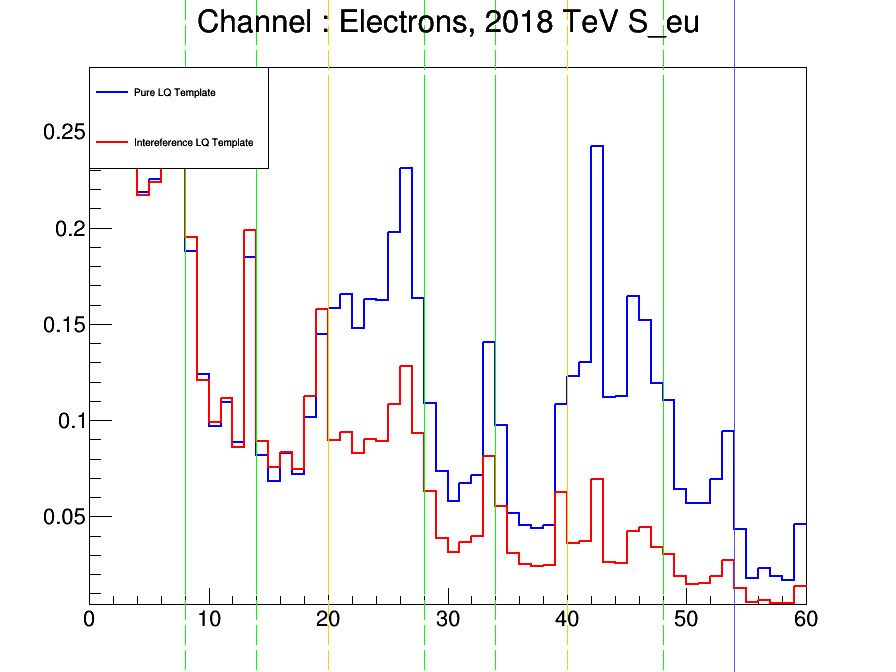 Channel : Electrons, 2018 TeV S_eu
Pure LQ Template
Intereference LQ Template
0.25
0.2
0.15
0.1
0.05
0 10 20 30 40 50 60